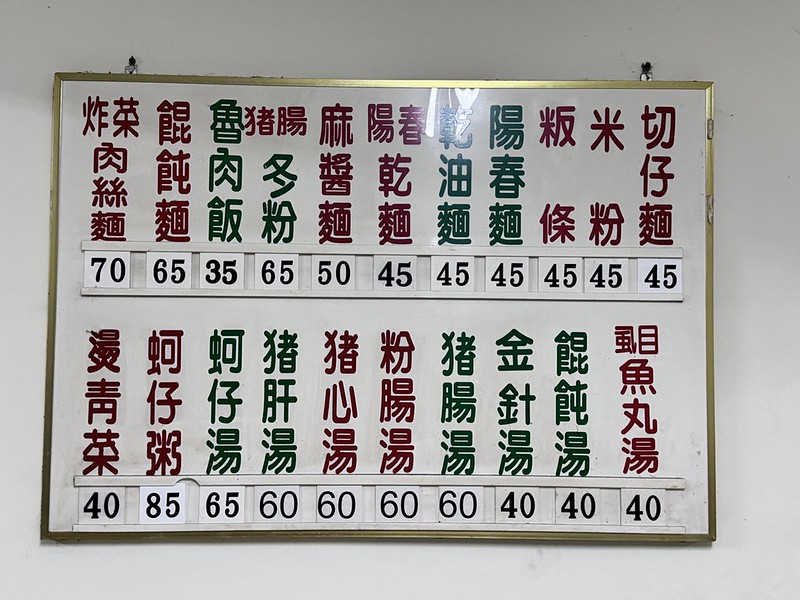 切仔麵
45
米粉
45
粄條
45
陽春麵
45
乾油麵
45
陽春乾麵
45
麻醬麵
50
猪腸冬粉
65
魯肉飯
35
餛飩麵
65
炸菜肉絲麵
70
虱目魚丸湯
40
餛飩湯
40
金針湯
40
猪腸湯
60
粉腸湯
60
猪心湯
60
猪肝湯
60
蚵仔湯
65
蚵仔粥
85
燙青菜
40